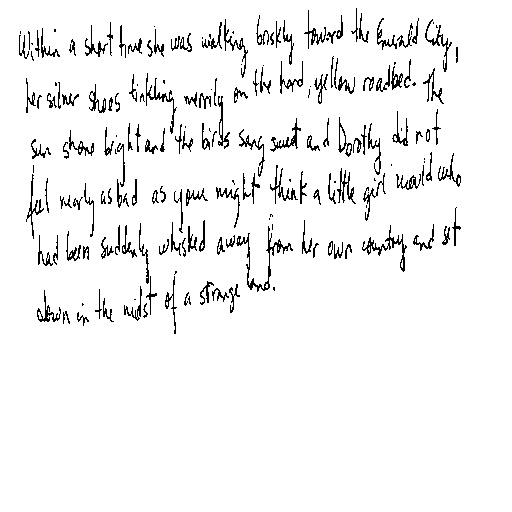 Within a short time she was walking briskly toward the Emerald City,
her silver shoes tinkling merrily on the hard, yellow roadbed. The
sun shone bright and the birds sang sweet and Dorothy did not
feel nearly as bad as you might think a little girl would who
had been suddenly whisked away from her own country and set
down in the midst of a strange land.